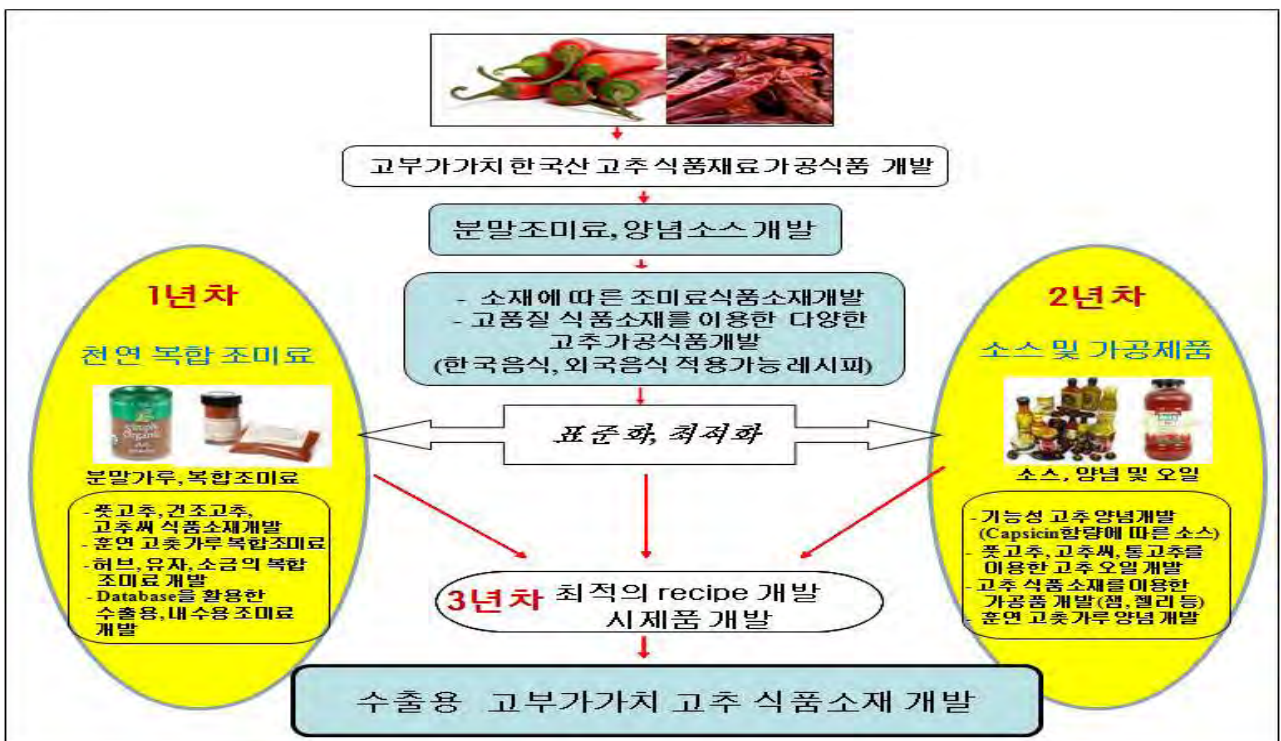 고부가가치 한국산 고추 식품재료 가공식품 개발
분말조미료, 양념소스 개발
- 소재에 따른 조미료식품소재개발
- 고품질 식품소재를 이용한 다양한
고추가공식품개발
(한국음식, 외국음식 적용가능 레시피)
표준화, 최적화
1년차
천연 복합 조미료
Simply
Organic
분말가루, 복합조미료
- 풋고추, 건조고추,
고추씨 식품소재개발
- 훈연 고춧가루 복합조미료
- 허브, 유자, 소금의 복합
조미료 개발
- Database을 활용한
수출용, 내수용 조미료
개발
2년차
소스 및 가공제품
소스, 양념 및 오일
- 기능성 고추 양념개발
(Capsicin함량에 따른 소스)
- 풋고추, 고추씨, 통고추를
이용한 고추 오일 개발
- 고추 식품소재를 이용한
가공품 개발 (잼, 젤리 등)
- 훈연 고춧가루 양념 개발
3년차 최적의 recipe 개발
시제품 개발
수출용 고부가가치 고추 식품소재 개발